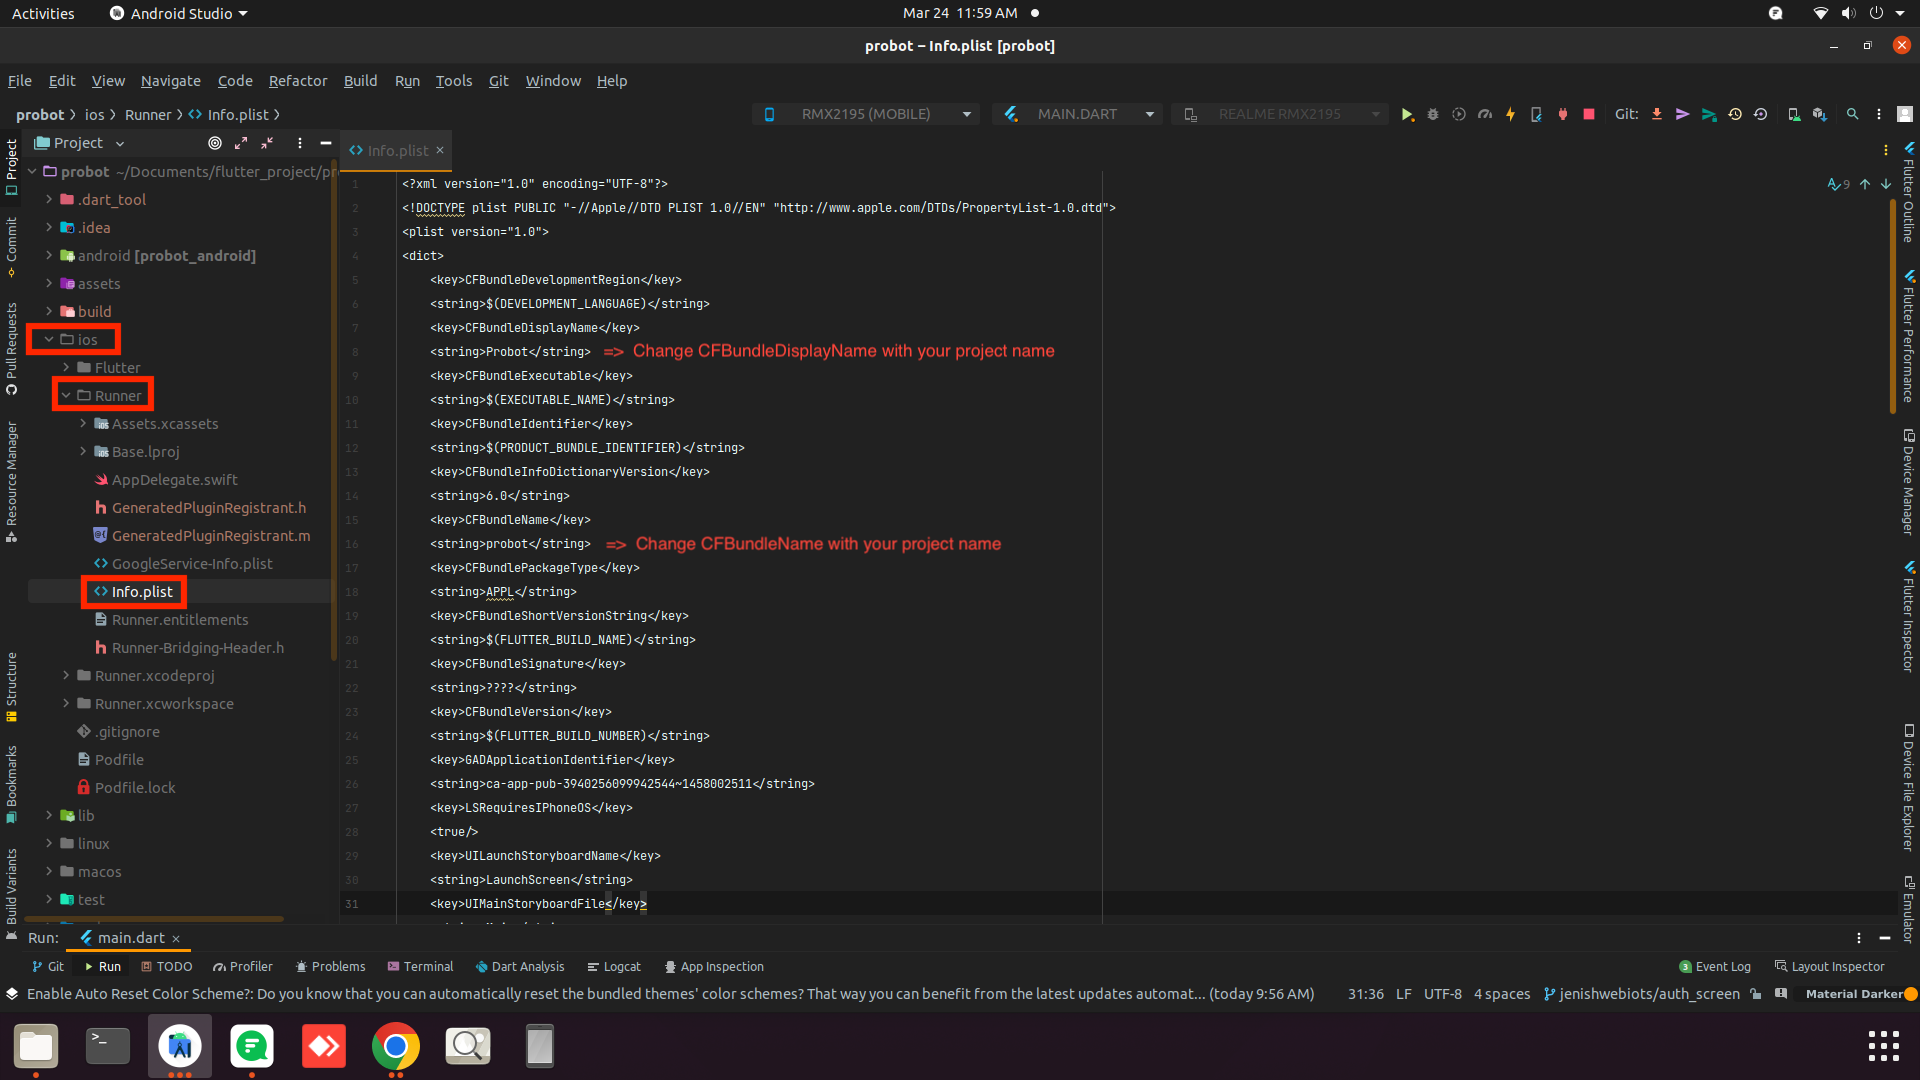 Activities
Android Studio
Mar 24 11:59 AM
probot – Info.plist [probot]
File Edit View Navigate Code Refactor Build Run Tools Git Window Help
probot ios Runner Info.plist
RMX2195 (MOBILE)
MAIN.DART
REALME RMX2195
Git:
Project
Commit
Pull Requests
Resource Manager
Structure
Bookmarks
Build Variants
Project
probot ~/Documents/flutter_project/pr
.dart_tool
.idea
android [probot_android]
assets
build
ios
Flutter
Runner
Assets.xcassets
Base.lproj
AppDelegate.swift
GeneratedPluginRegistrant.h
GeneratedPluginRegistrant.m
GoogleService-Info.plist
Info.plist
Runner.entitlements
Runner-Bridging-Header.h
Runner.xcodeproj
Runner.xcworkspace
.gitignore
Podfile
Podfile.lock
lib
linux
macos
test
Info.plist
9
1 <?xml version="1.0" encoding="UTF-8"?>
2 <!DOCTYPE plist PUBLIC "-//Apple//DTD PLIST 1.0//EN" "http://www.apple.com/DTDs/PropertyList-1.0.dtd">
3 <plist version="1.0">
4 <dict>
5 <key>CFBundleDevelopmentRegion</key>
6 <string>$(DEVELOPMENT_LANGUAGE)</string>
7 <key>CFBundleDisplayName</key>
8 <string>Probot</string> => Change CFBundleDisplayName with your project name
9 <key>CFBundleExecutable</key>
10 <string>$(EXECUTABLE_NAME)</string>
11 <key>CFBundleIdentifier</key>
12 <string>$(PRODUCT_BUNDLE_IDENTIFIER)</string>
13 <key>CFBundleInfoDictionaryVersion</key>
14 <string>6.0</string>
15 <key>CFBundleName</key>
16 <string>probot</string> => Change CFBundleName with your project name
17 <key>CFBundlePackageType</key>
18 <string>APPL</string>
19 <key>CFBundleShortVersionString</key>
20 <string>$(FLUTTER_BUILD_NAME)</string>
21 <key>CFBundleSignature</key>
22 <string>????</string>
23 <key>CFBundleVersion</key>
24 <string>$(FLUTTER_BUILD_NUMBER)</string>
25 <key>GADApplicationIdentifier</key>
26 <string>ca-app-pub-3940256099942544~1458002511</string>
27 <key>LSRequiresIPhoneOS</key>
28 <true/>
29 <key>UILaunchStoryboardName</key>
30 <string>LaunchScreen</string>
31 <key>UIMainStoryboardFile</key>
Flutter Outline
Flutter Performance
Device Manager
Flutter Inspector
Device File Explorer
Emulator
Run: main.dart
Git Run TODO Profiler Problems Terminal Dart Analysis Logcat App Inspection
3 Event Log Layout Inspector
Enable Auto Reset Color Scheme?: Do you know that you can automatically reset the bundled themes' color schemes? That way you can benefit from the latest updates automat... (today 9:56 AM)
31:36 LF UTF-8 4 spaces jenishwebiots/auth_screen Material Darker